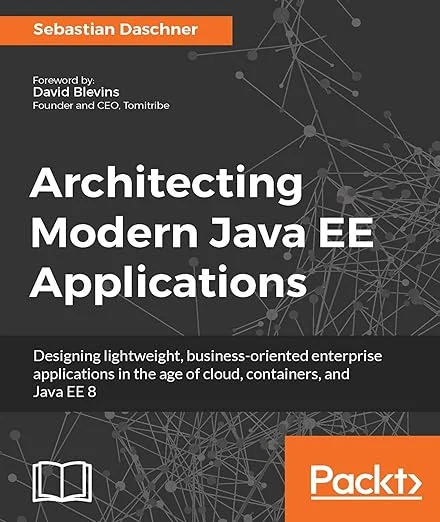 Sebastian Daschner
Foreword by:
David Blevins
Founder and CEO, Tomitribe
Architecting
Modern Java EE
Applications
Designing lightweight, business-oriented enterprise
applications in the age of cloud, containers, and
Java EE 8
Packt>